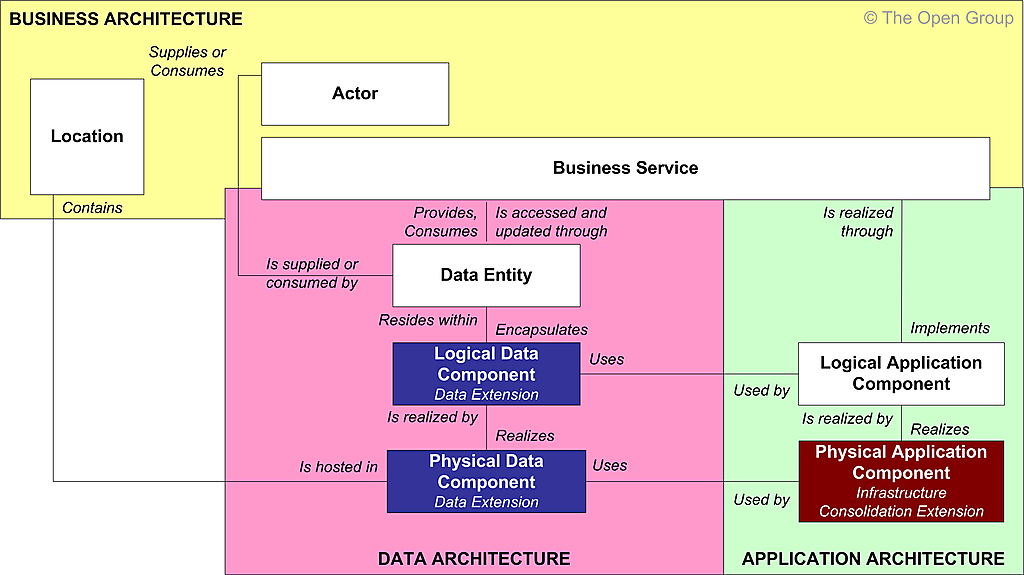 BUSINESS ARCHITECTURE
© The Open Group
Supplies or
Consumes
Actor
Location
Business Service
Contains
Provides,
Consumes
Is accessed and
updated through
Is realized
through
Is supplied or
consumed by
Data Entity
Resides within
Encapsulates
Implements
Logical Data
Component
Data Extension
Uses
Used by
Logical Application
Component
Is realized by
Realizes
Is realized by
Realizes
Is hosted in
Physical Data
Component
Data Extension
Uses
Used by
Physical Application
Component
Infrastructure
Consolidation Extension
DATA ARCHITECTURE
APPLICATION ARCHITECTURE